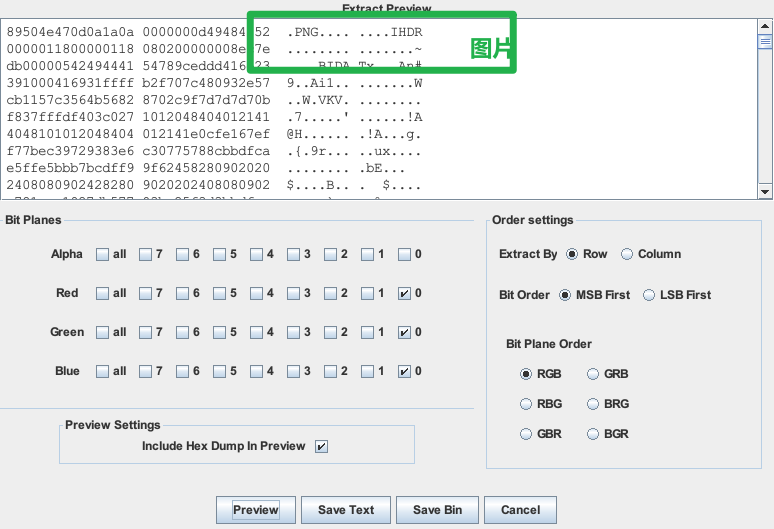 Extract Preview
89504e470d0a1a0a 0000000d49484452 .PNG.... ....IHDR
图片
0000011800000118 080200000008ec7e ........ .......~
db00000542494441 54789ceddd416e23 ....BIDA Tx...An#
391000416931ffff b2f707c480932e57 9..Ai1.. .......W
cb1157c3564b5682 8702c9f7d7d7d70b ..W.VKV. ........
f837fffdf403c027 1012048404012141 .7.....' ......!A
4048101012048404 012141e0cfe167ef @H...... .!A...g.
f77bec39729383e6 c30775788cbbdfca .{.9r... ..ux....
e5ffe5bbb7bcdff9 9f62458280902020 ........ .bE...
2408080902428280 9020202408080902 $....B.. . $....
Bit Planes
Alpha all 7 6 5 4 3 2 1 0
Red all 7 6 5 4 3 2 1 0
Green all 7 6 5 4 3 2 1 0
Blue all 7 6 5 4 3 2 1 0
Preview Settings
Include Hex Dump In Preview
Order settings
Extract By Row Column
Bit Order MSB First LSB First
Bit Plane Order
RGB GRB
RBG BRG
GBR BGR
Preview Save Text Save Bin Cancel